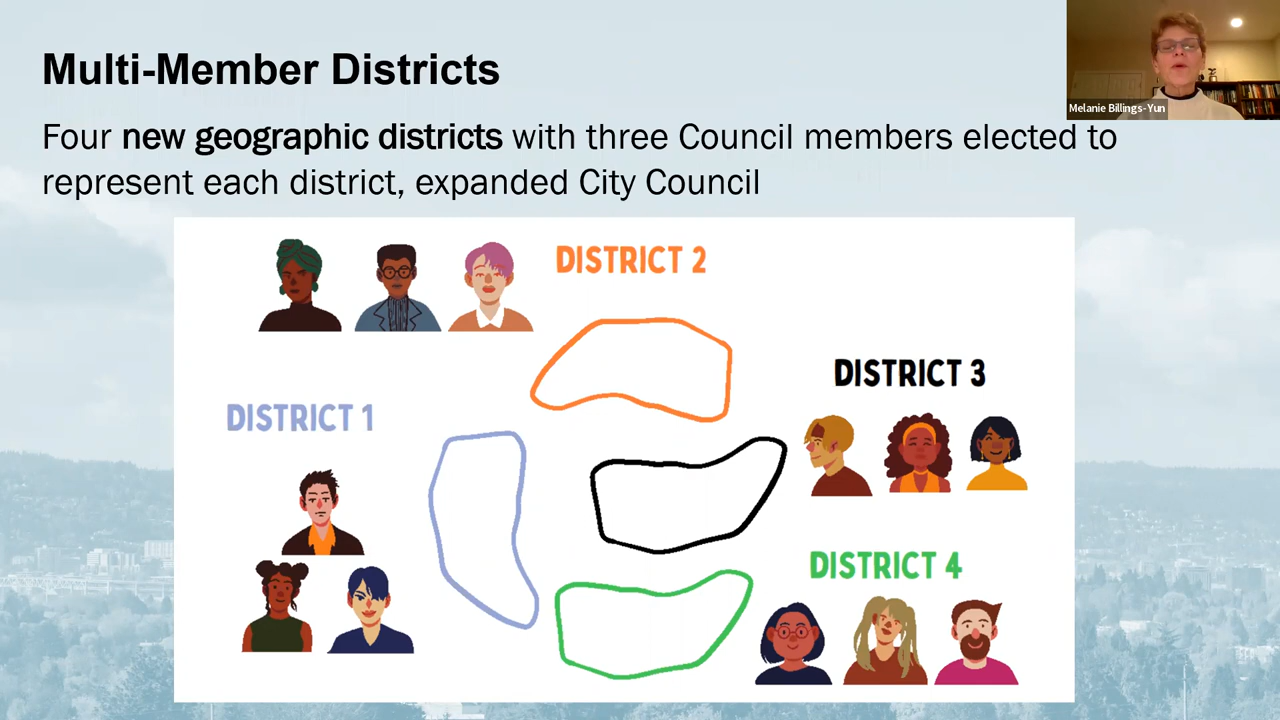 Multi-Member Districts
Melanie Billings-Yun
Four new geographic districts with three Council members elected to
represent each district, expanded City Council
DISTRICT 2
DISTRICT 3
DISTRICT 1
DISTRICT 4